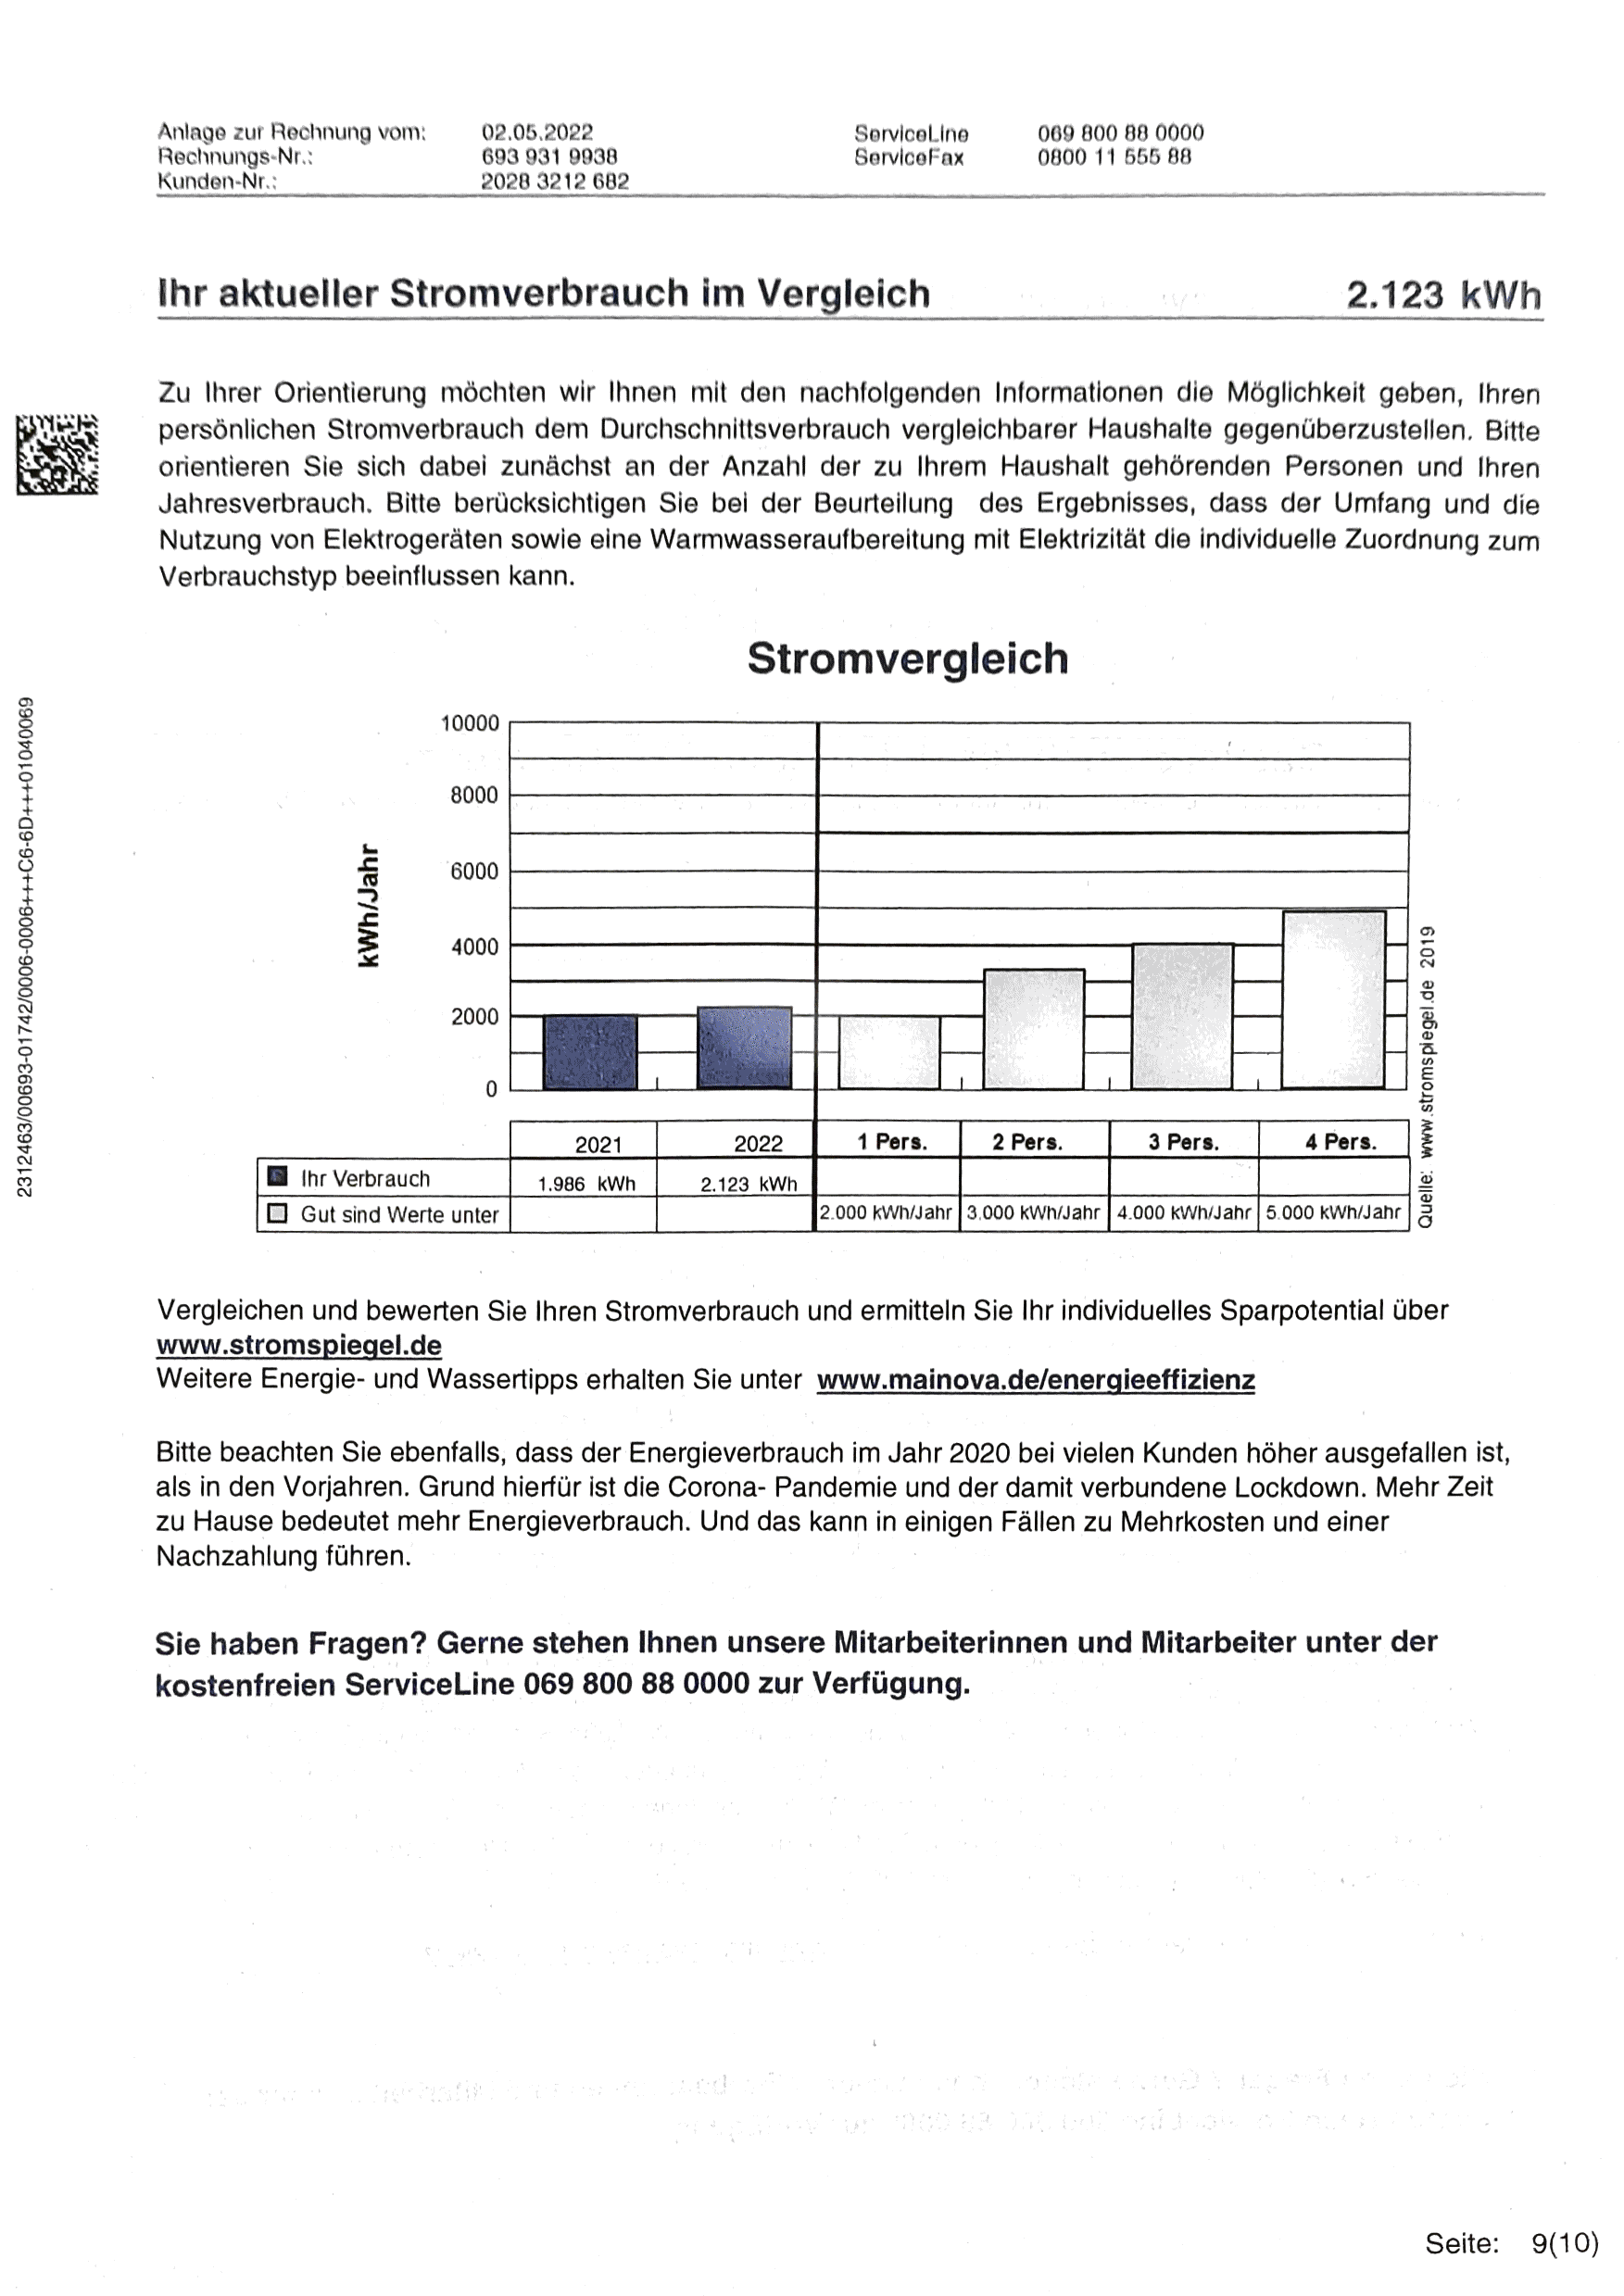 Anlage zur Rechnung vom: 02.05.2022 ServiceLine 069 800 88 0000
Rechnungs-Nr.: 693 931 9938 ServiceFax 0800 11 555 88
Kunden-Nr.: 2028 3212 682
Ihr aktueller Stromverbrauch im Vergleich 2.123 kWh
Zu Ihrer Orientierung möchten wir Ihnen mit den nachfolgenden Informationen die Möglichkeit geben, Ihren
persönlichen Stromverbrauch dem Durchschnittsverbrauch vergleichbarer Haushalte gegenüberzustellen. Bitte
orientieren Sie sich dabei zunächst an der Anzahl der zu Ihrem Haushalt gehörenden Personen und Ihren
Jahresverbrauch. Bitte berücksichtigen Sie bei der Beurteilung des Ergebnisses, dass der Umfang und die
Nutzung von Elektrogeräten sowie eine Warmwasseraufbereitung mit Elektrizität die individuelle Zuordnung zum
Verbrauchstyp beeinflussen kann.
2312463/00693-01742/0006-0006+++C6-6D+++01040069
Stromvergleich
kWh/Jahr
10000
8000
6000
4000
2000
0
2021 2022 1 Pers. 2 Pers. 3 Pers. 4 Pers.
Ihr Verbrauch 1.986 kWh 2.123 kWh
Gut sind Werte unter 2.000 kWh/Jahr 3.000 kWh/Jahr 4.000 kWh/Jahr 5.000 kWh/Jahr
Quelle: www.stromspiegel.de 2019
Vergleichen und bewerten Sie Ihren Stromverbrauch und ermitteln Sie Ihr individuelles Sparpotential über
www.stromspiegel.de
Weitere Energie- und Wassertipps erhalten Sie unter www.mainova.de/energieeffizienz
Bitte beachten Sie ebenfalls, dass der Energieverbrauch im Jahr 2020 bei vielen Kunden höher ausgefallen ist,
als in den Vorjahren. Grund hierfür ist die Corona- Pandemie und der damit verbundene Lockdown. Mehr Zeit
zu Hause bedeutet mehr Energieverbrauch. Und das kann in einigen Fällen zu Mehrkosten und einer
Nachzahlung führen.
Sie haben Fragen? Gerne stehen Ihnen unsere Mitarbeiterinnen und Mitarbeiter unter der
kostenfreien ServiceLine 069 800 88 0000 zur Verfügung.
Seite: 9(10)